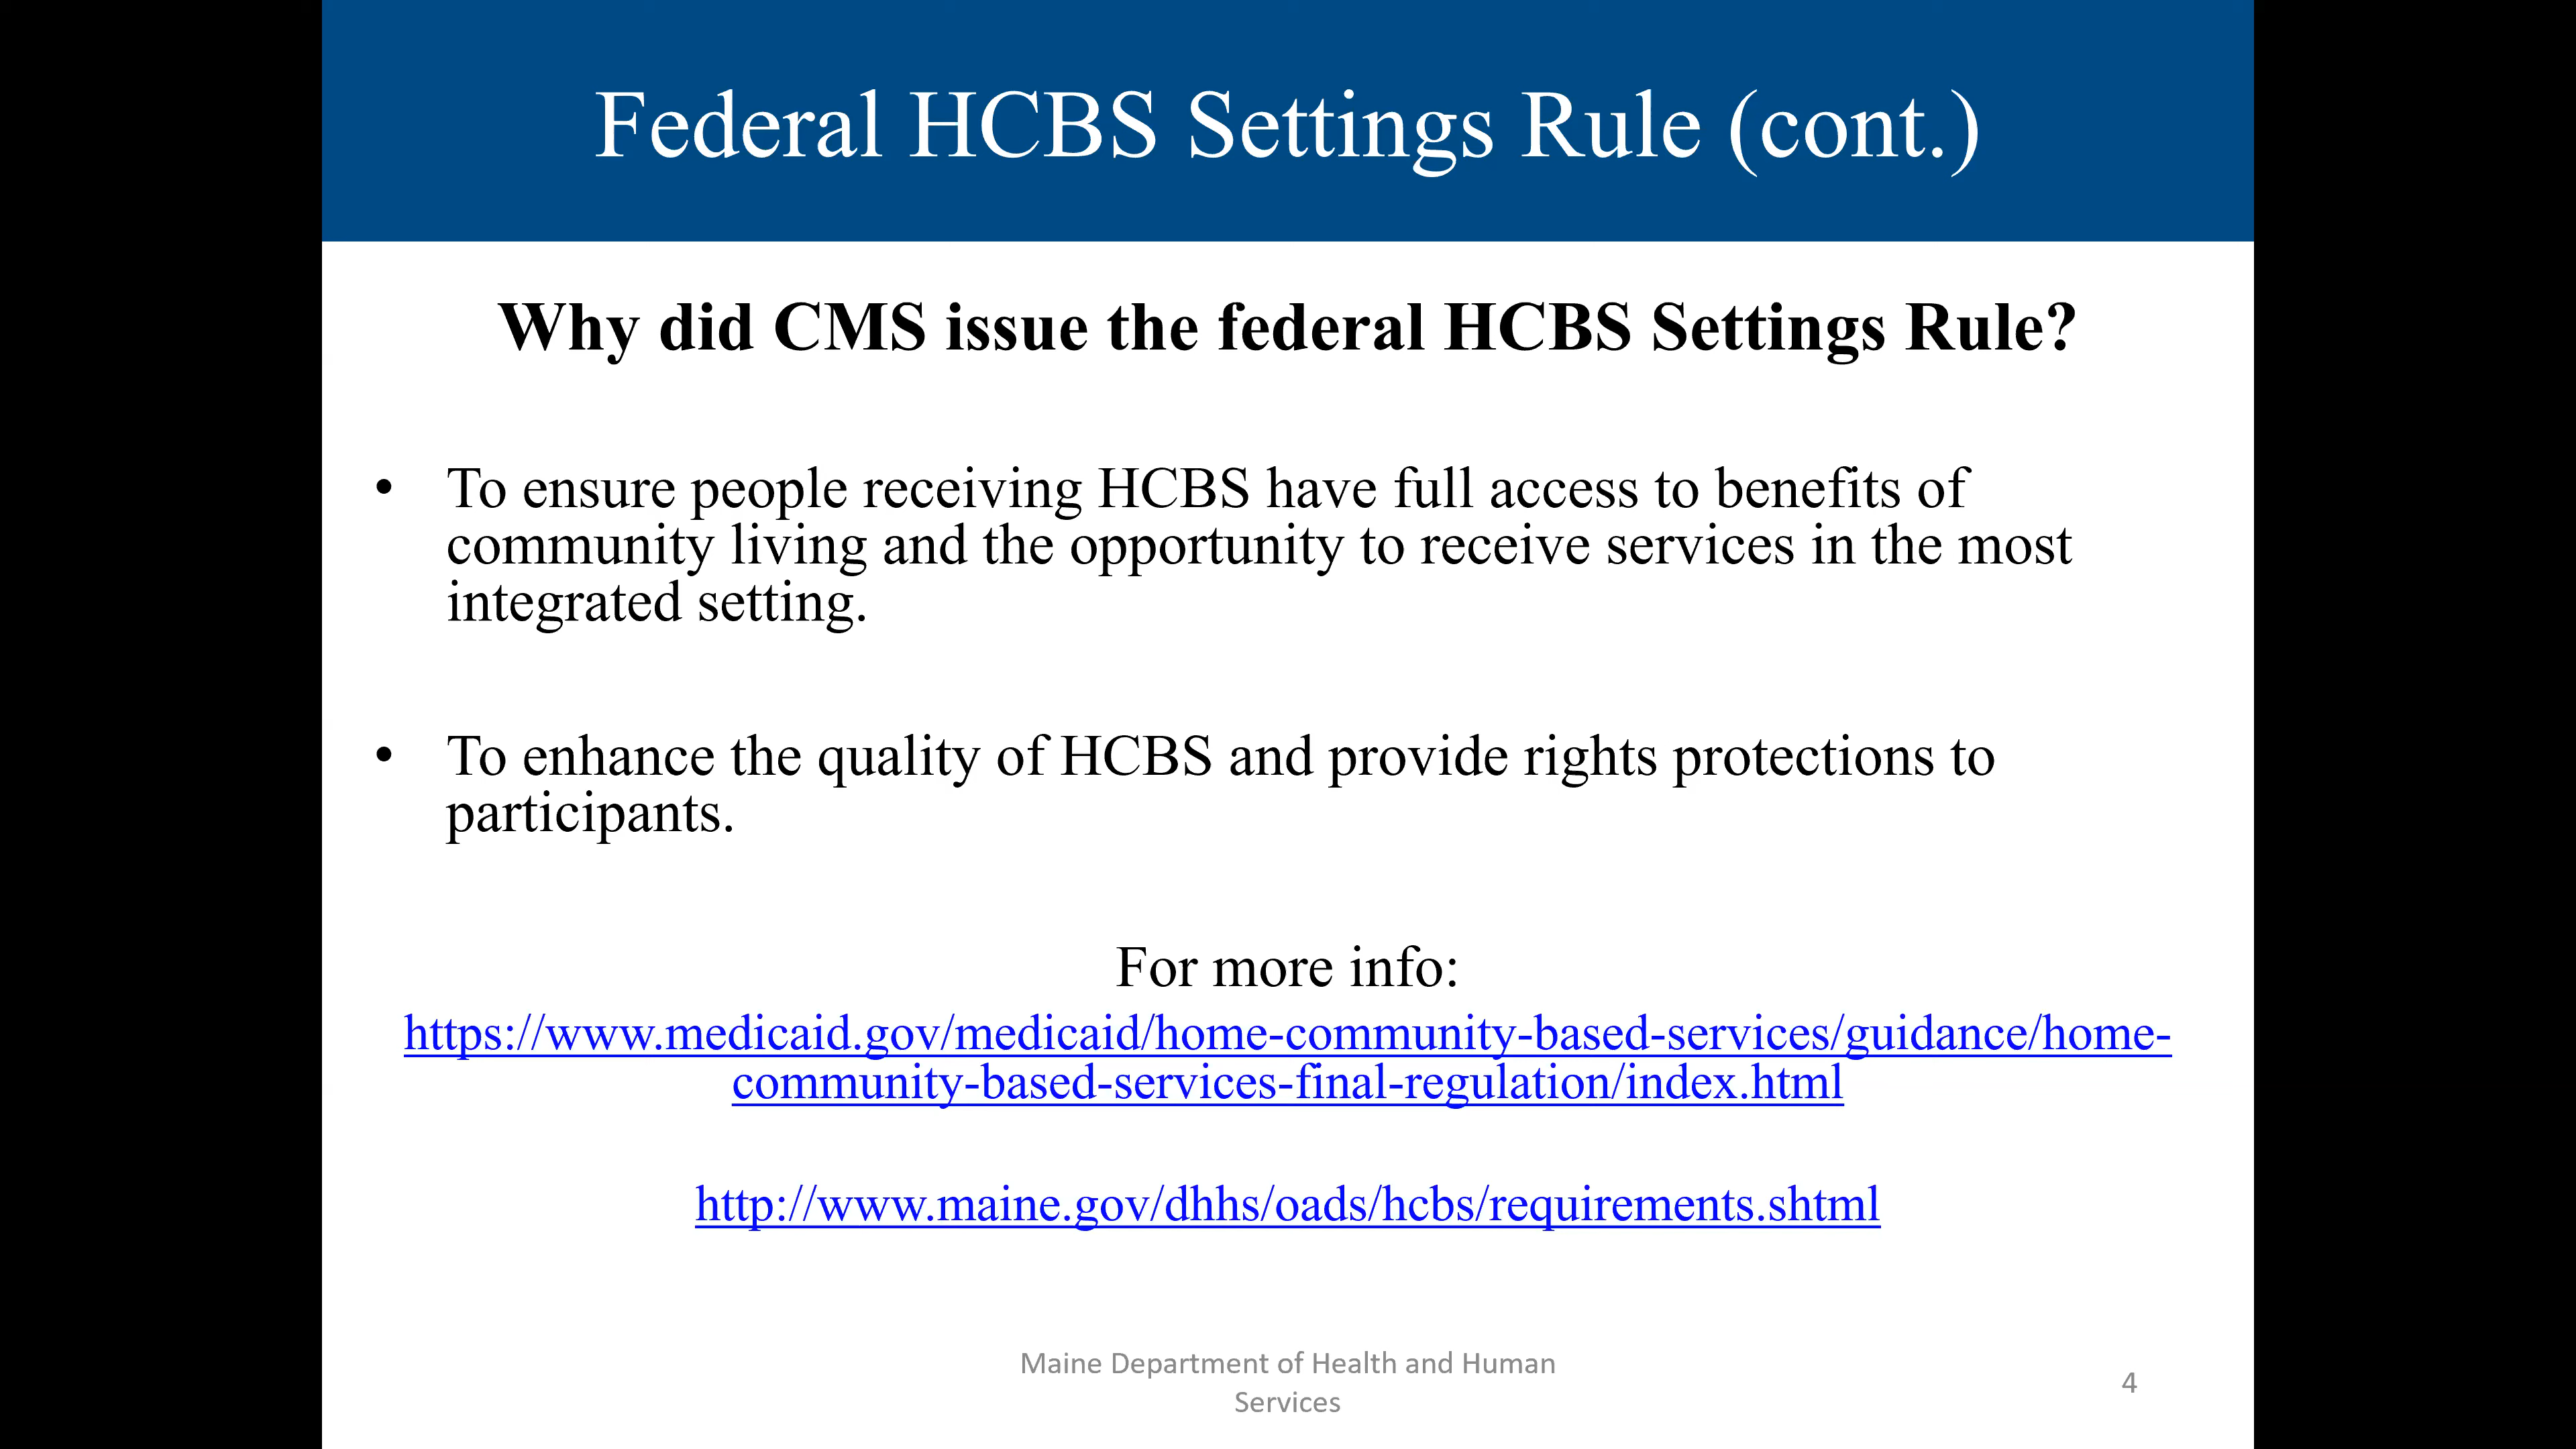 Federal HCBS Settings Rule (cont.)
Why did CMS issue the federal HCBS Settings Rule?
• To ensure people receiving HCBS have full access to benefits of
community living and the opportunity to receive services in the most
integrated setting.
• To enhance the quality of HCBS and provide rights protections to
participants.
For more info:
https://www.medicaid.gov/medicaid/home-community-based-services/guidance/home-
community-based-services-final-regulation/index.html
http://www.maine.gov/dhhs/oads/hcbs/requirements.shtml
Maine Department of Health and Human
Services
4